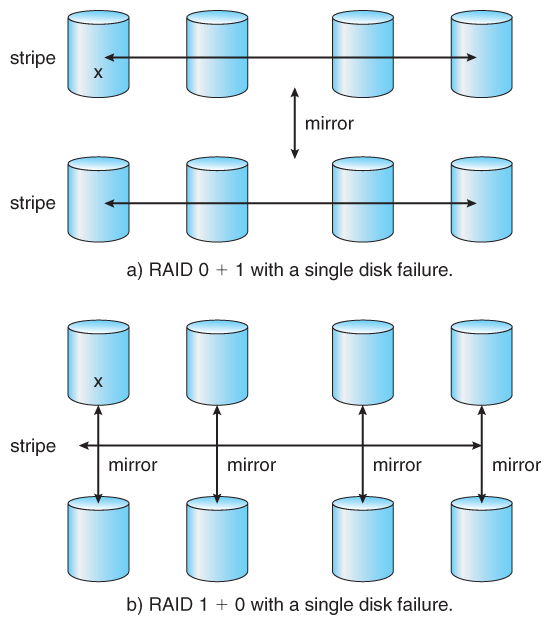 stripe
x
mirror
stripe
a) RAID 0 + 1 with a single disk failure.
x
stripe
mirror mirror mirror mirror
b) RAID 1 + 0 with a single disk failure.